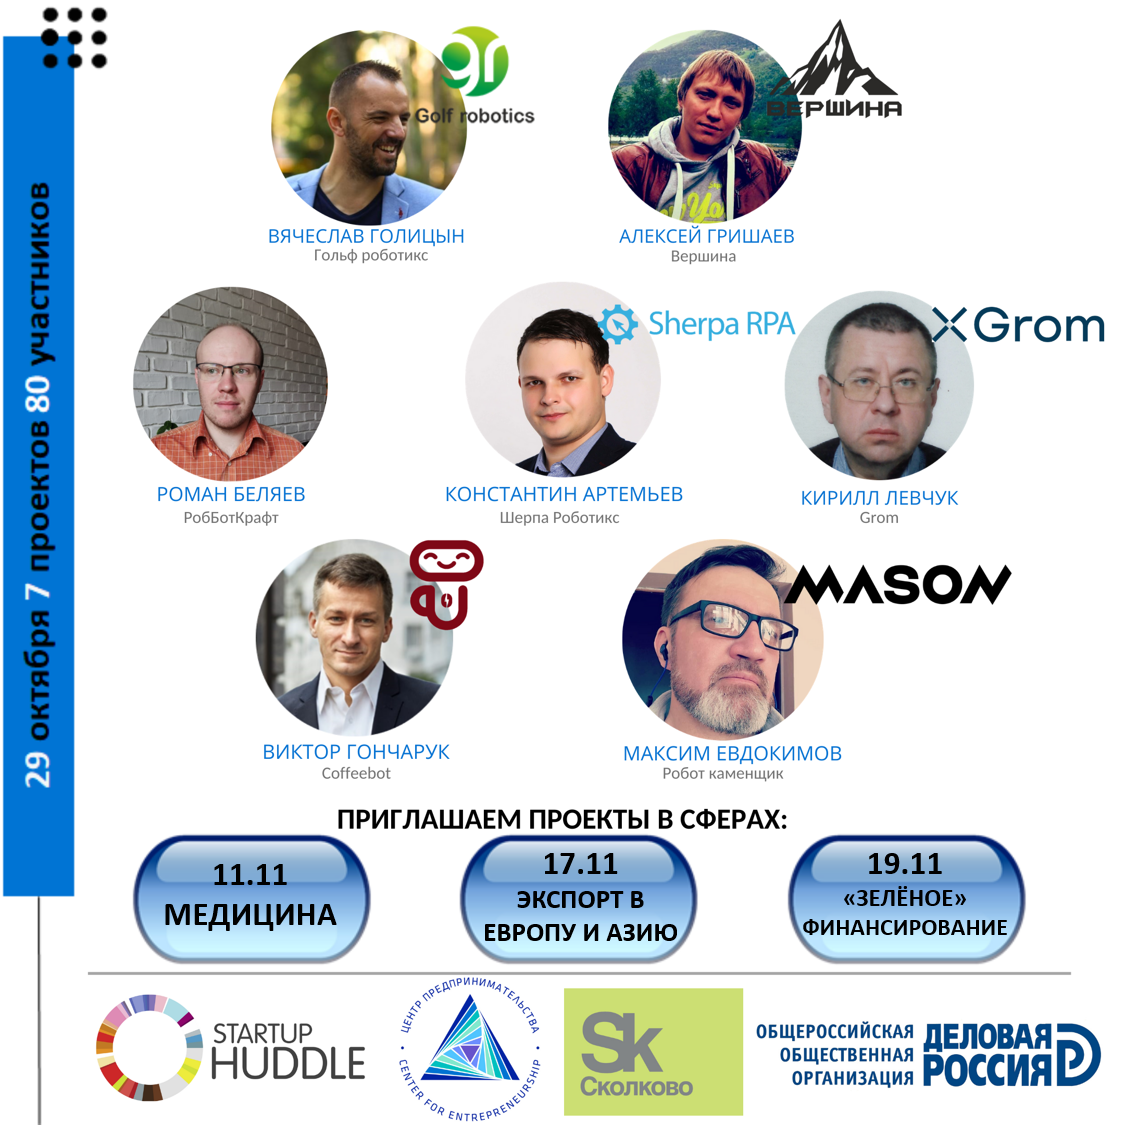 29 октября 7 проектов 80 участников
gr
Golf robotics
ВЕРШИНА
ВЯЧЕСЛАВ ГОЛИЦЫН
Гольф роботикс
АЛЕКСЕЙ ГРИШАЕВ
Вершина
Sherpa RPA
Grom
РОМАН БЕЛЯЕВ
РобБотКрафт
КОНСТАНТИН АРТЕМЬЕВ
Шерпа Роботикс
КИРИЛЛ ЛЕВЧУК
Grom
MASON
ВИКТОР ГОНЧАРУК
Coffeebot
МАКСИМ ЕВДОКИМОВ
Робот каменщик
ПРИГЛАШАЕМ ПРОЕКТЫ В СФЕРАХ:
11.11
МЕДИЦИНА
17.11
ЭКСПОРТ В
ЕВРОПУ И АЗИЮ
19.11
«ЗЕЛЁНОЕ»
ФИНАНСИРОВАНИЕ
STARTUP
HUDDLE
ЦЕНТР ПРЕДПРИНИМАТЕЛЬСТВА
CENTER FOR ENTREPRENEURSHIP
Sk
Сколково
ОБЩЕРОССИЙСКАЯ
ОБЩЕСТВЕННАЯ
ОРГАНИЗАЦИЯ
ДЕЛОВАЯ
РОССИЯ